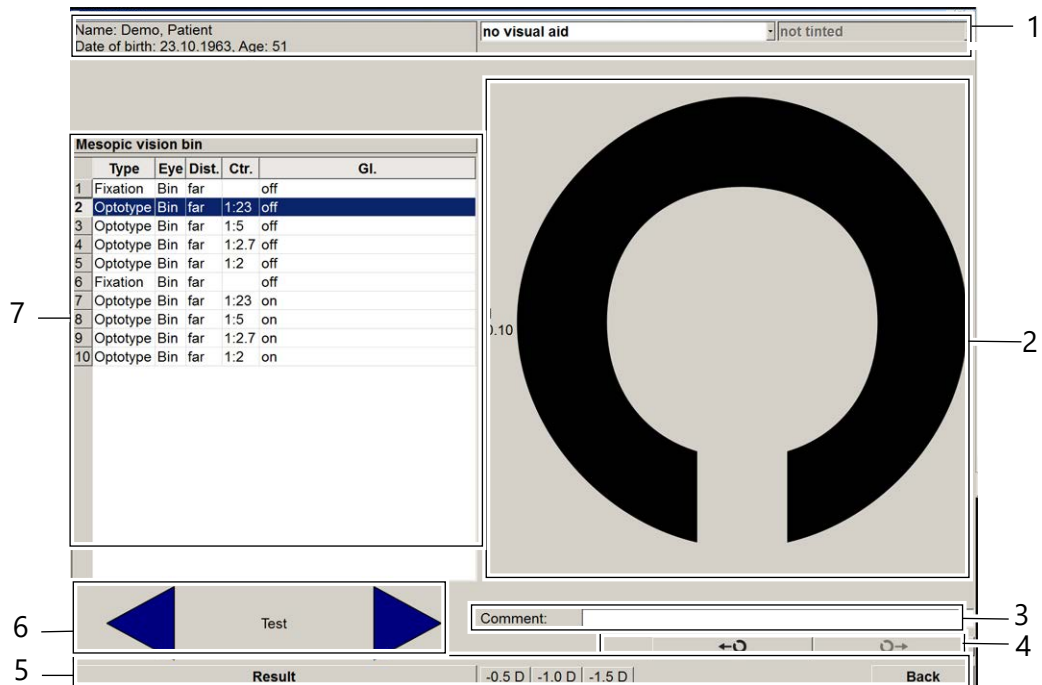 Name: Demo, Patient
Date of birth: 23.10.1963, Age: 51
no visual aid
not tinted
1
Mesopic vision bin
Type Eye Dist. Ctr. Gl.
1 Fixation Bin far off
2 Optotype Bin far 1:23 off
3 Optotype Bin far 1:5 off
4 Optotype Bin far 1:2.7 off
5 Optotype Bin far 1:2 off
6 Fixation Bin far off
7 Optotype Bin far 1:23 on
8 Optotype Bin far 1:5 on
9 Optotype Bin far 1:2.7 on
10 Optotype Bin far 1:2 on
7
2
Test
6
Comment:
3
4
5
Result
-0.5 D
-1.0 D
-1.5 D
Back